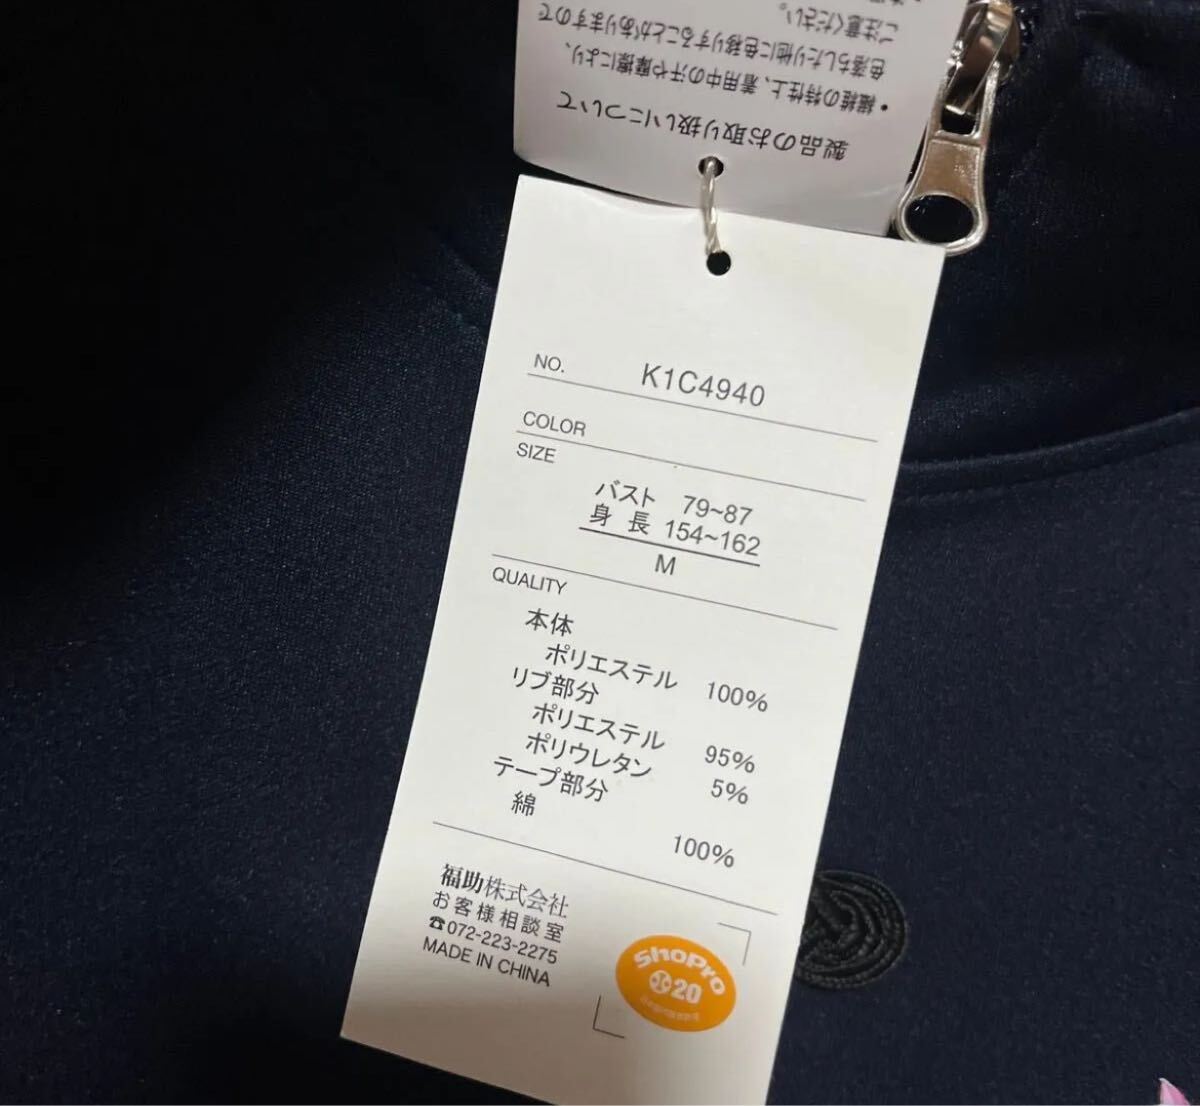 製品のお取り扱いについて
・繊維の特性上、着用中の汗や摩擦により、
色落ちしたり他に色移りすることがありますので
ご注意ください。
NO. K1C4940
COLOR
SIZE
バスト 79~87
身長 154~162
M
QUALITY
本体
ポリエステル 100%
リブ部分
ポリエステル 95%
ポリウレタン 5%
テープ部分
綿 100%
福助株式会社
お客様相談室
☎072-223-2275
MADE IN CHINA
ShoPro
20